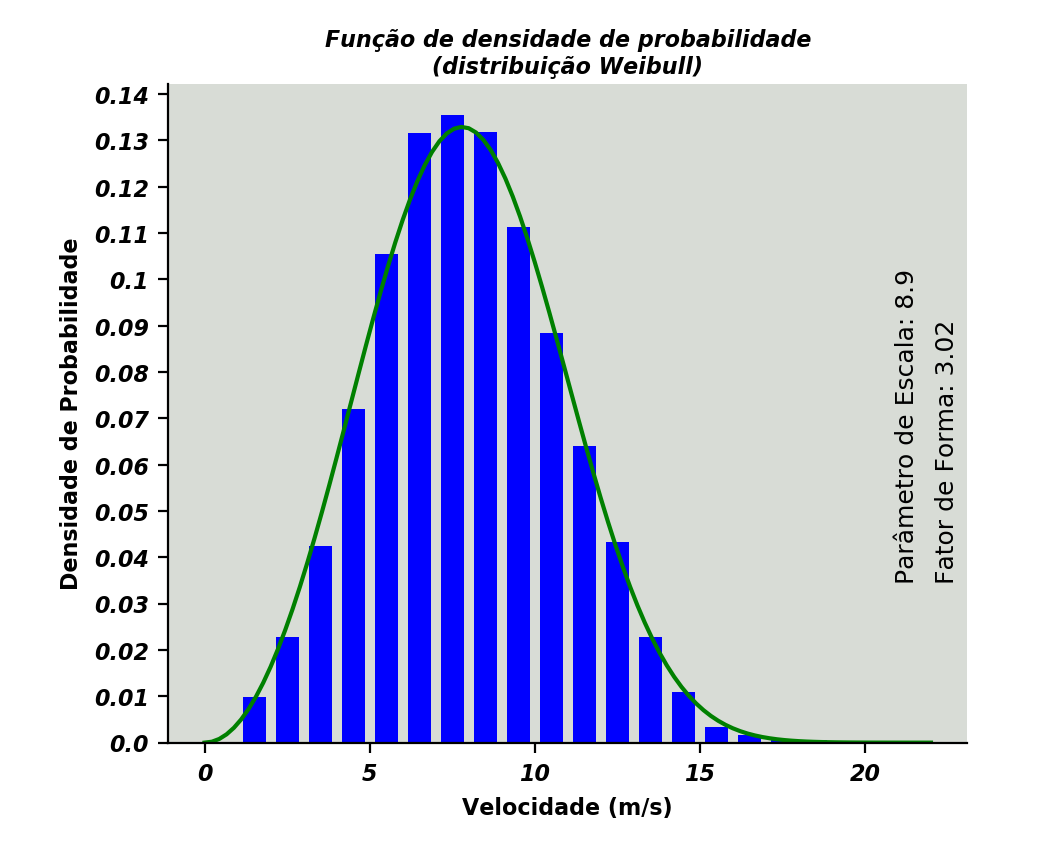 Função de densidade de probabilidade
(distribuição Weibull)
0.14
0.13
0.12
0.11
0.1
0.09
0.08
0.07
0.06
0.05
0.04
0.03
0.02
0.01
0.0
Densidade de Probabilidade
0 5 10 15 20
Velocidade (m/s)
Parâmetro de Escala: 8.9
Fator de Forma: 3.02